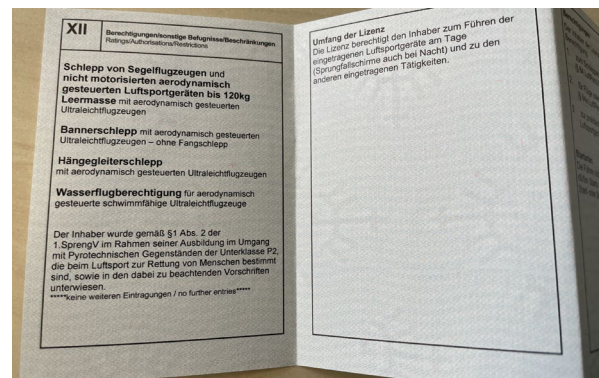 XII
Berechtigungen/sonstige Befugnisse/Beschränkungen
Ratings/Authorisations/Restrictions
Schlepp von Segelflugzeugen und
nicht motorisierten aerodynamisch
gesteuerten Luftsportgeräten bis 120kg
Leermasse mit aerodynamisch gesteuerten
Ultraleichtflugzeugen
Bannerschlepp mit aerodynamisch gesteuerten
Ultraleichtflugzeugen – ohne Fangschlepp
Hängegleiterschlepp
mit aerodynamisch gesteuerten Ultraleichtflugzeugen
Wasserflugberechtigung für aerodynamisch
gesteuerte schwimmfähige Ultraleichtflugzeuge
Der Inhaber wurde gemäß §1 Abs. 2 der
1.SprengV im Rahmen seiner Ausbildung im Umgang
mit Pyrotechnischen Gegenständen der Unterklasse P2,
die beim Luftsport zur Rettung von Menschen bestimmt
sind, sowie in den dabei zu beachtenden Vorschriften
unterwiesen.
*****keine weiteren Eintragungen / no further entries*****
Umfang der Lizenz
Die Lizenz berechtigt den Inhaber zum Führen der
eingetragenen Luftsportgeräte am Tage
(Sprungfallschirme auch bei Nacht) und zu den
anderen eingetragenen Tätigkeiten.